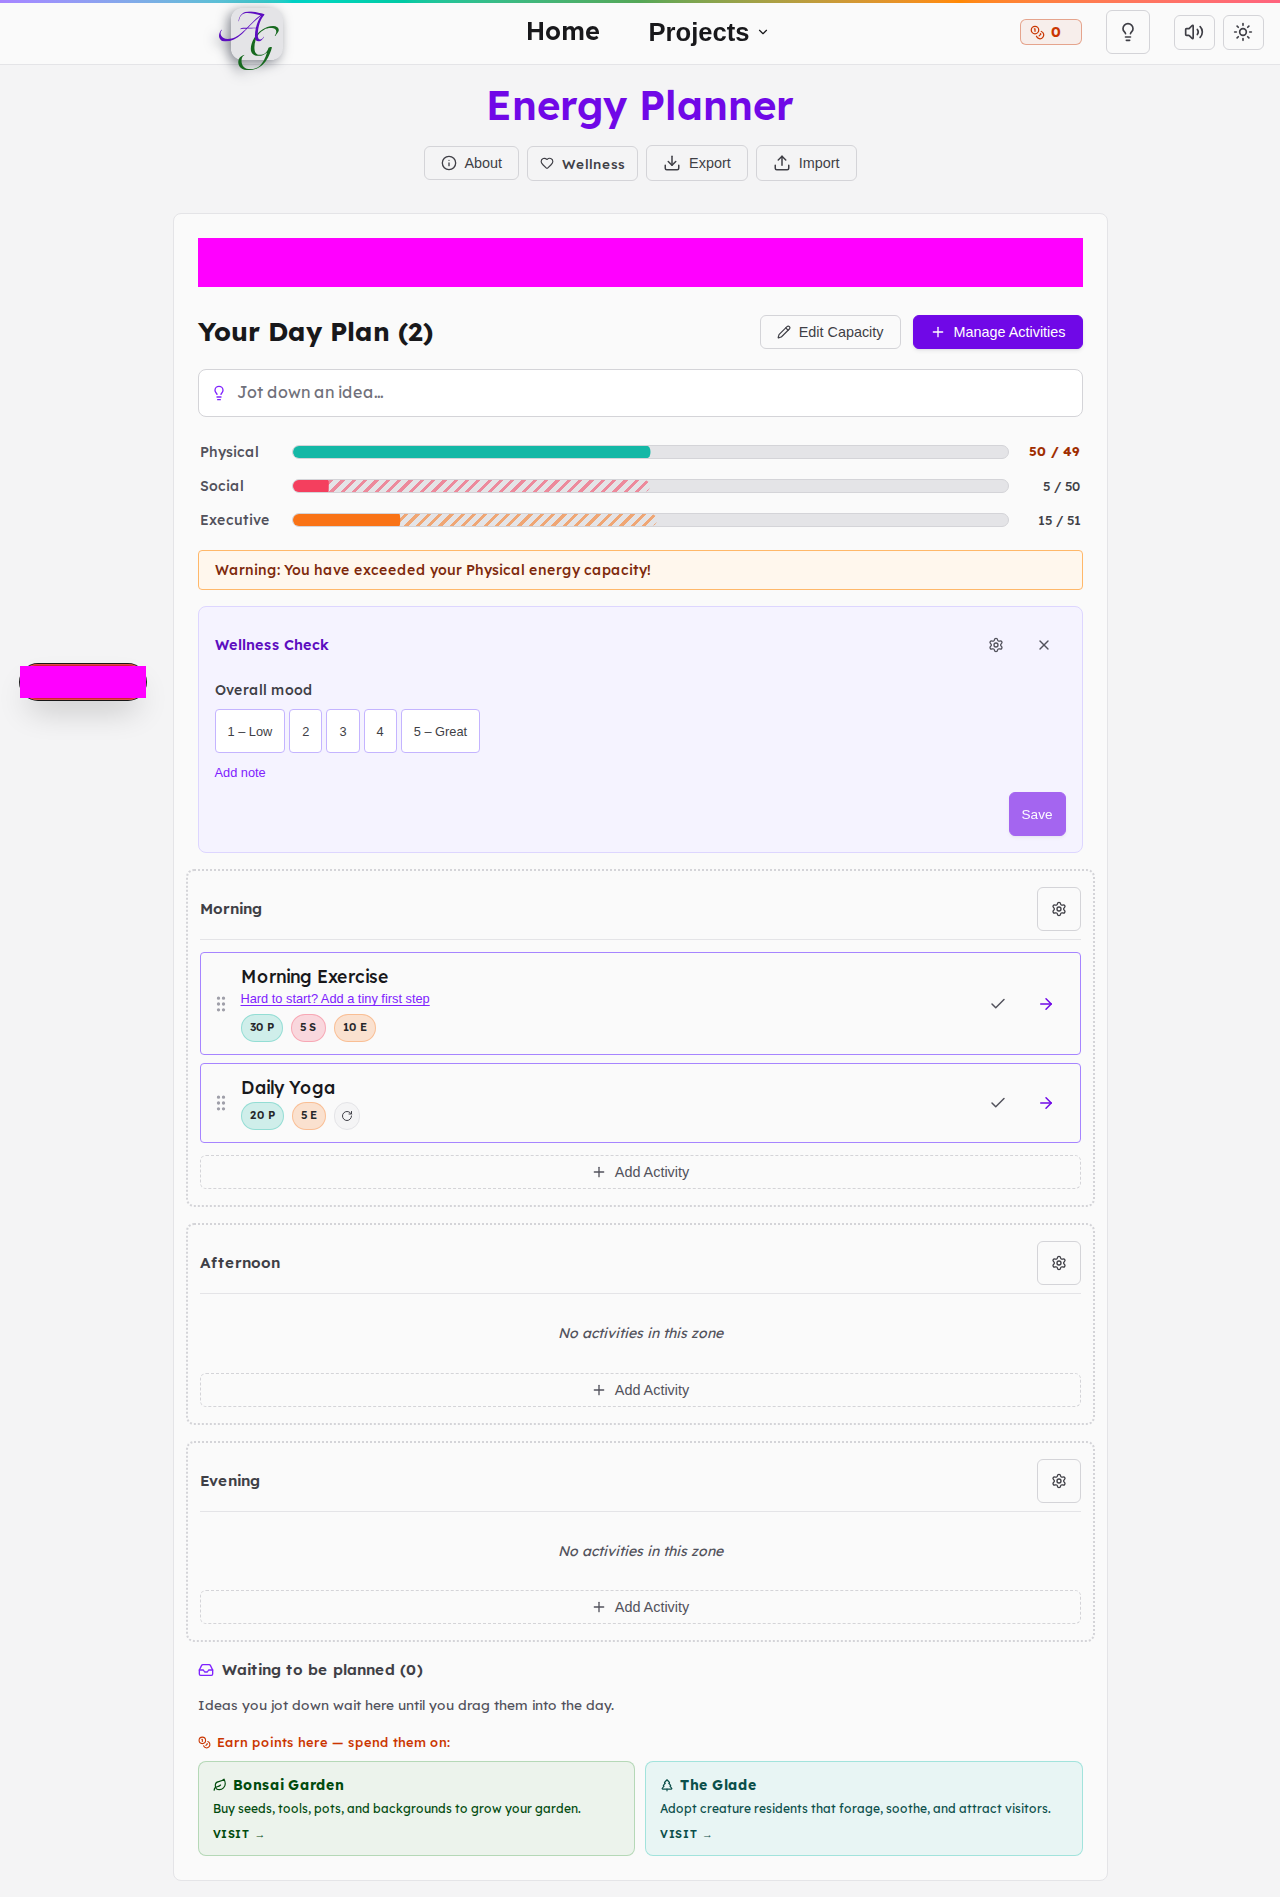 AG
Home
Projects
0
Energy Planner
About
Wellness
Export
Import
Your Day Plan (2)
Edit Capacity
Manage Activities
Jot down an idea...
Physical
50 / 49
Social
5 / 50
Executive
15 / 51
Warning: You have exceeded your Physical energy capacity!
Wellness Check
Overall mood
1 – Low
2
3
4
5 – Great
Add note
Save
Morning
Morning Exercise
Hard to start? Add a tiny first step
30 P
5 S
10 E
Daily Yoga
20 P
5 E
Add Activity
Afternoon
No activities in this zone
Add Activity
Evening
No activities in this zone
Add Activity
Waiting to be planned (0)
Ideas you jot down wait here until you drag them into the day.
Earn points here — spend them on:
Bonsai Garden
Buy seeds, tools, pots, and backgrounds to grow your garden.
VISIT →
The Glade
Adopt creature residents that forage, soothe, and attract visitors.
VISIT →